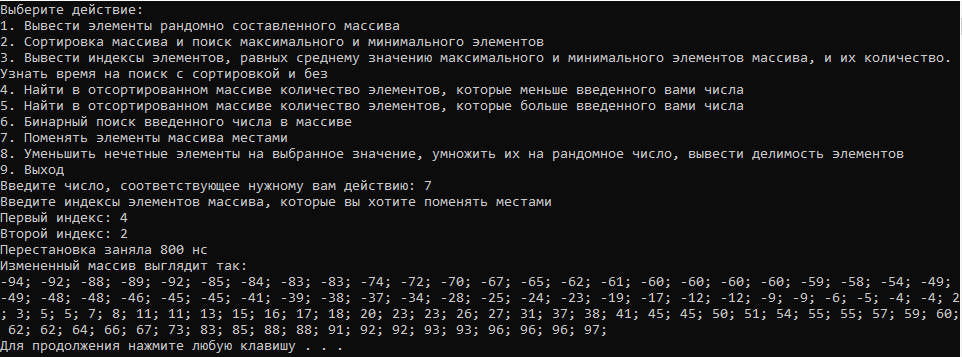 Выберите действие:
1. Вывести элементы рандомно составленного массива
2. Сортировка массива и поиск максимального и минимального элементов
3. Вывести индексы элементов, равных среднему значению максимального и минимального элементов массива, и их количество.
Узнать время на поиск с сортировкой и без
4. Найти в отсортированном массиве количество элементов, которые меньше введенного вами числа
5. Найти в отсортированном массиве количество элементов, которые больше введенного вами числа
6. Бинарный поиск введенного числа в массиве
7. Поменять элементы массива местами
8. Уменьшить нечетные элементы на выбранное значение, умножить их на рандомное число, вывести делимость элементов
9. Выход
Введите число, соответствующее нужному вам действию: 7
Введите индексы элементов массива, которые вы хотите поменять местами
Первый индекс: 4
Второй индекс: 2
Перестановка заняла 800 нс
Измененный массив выглядит так:
-94; -92; -88; -89; -92; -85; -84; -83; -83; -74; -72; -70; -67; -65; -62; -61; -60; -60; -60; -60; -59; -58; -54; -49;
-49; -48; -48; -46; -45; -45; -41; -39; -38; -37; -34; -28; -25; -24; -23; -19; -17; -12; -12; -9; -9; -6; -5; -4; -4; 2
; 3; 5; 5; 7; 8; 11; 11; 13; 15; 16; 17; 18; 20; 23; 23; 26; 27; 31; 37; 38; 41; 45; 45; 50; 51; 54; 55; 55; 57; 59; 60;
62; 62; 64; 66; 67; 73; 83; 85; 88; 88; 91; 92; 92; 93; 93; 96; 96; 96; 97;
Для продолжения нажмите любую клавишу . . .